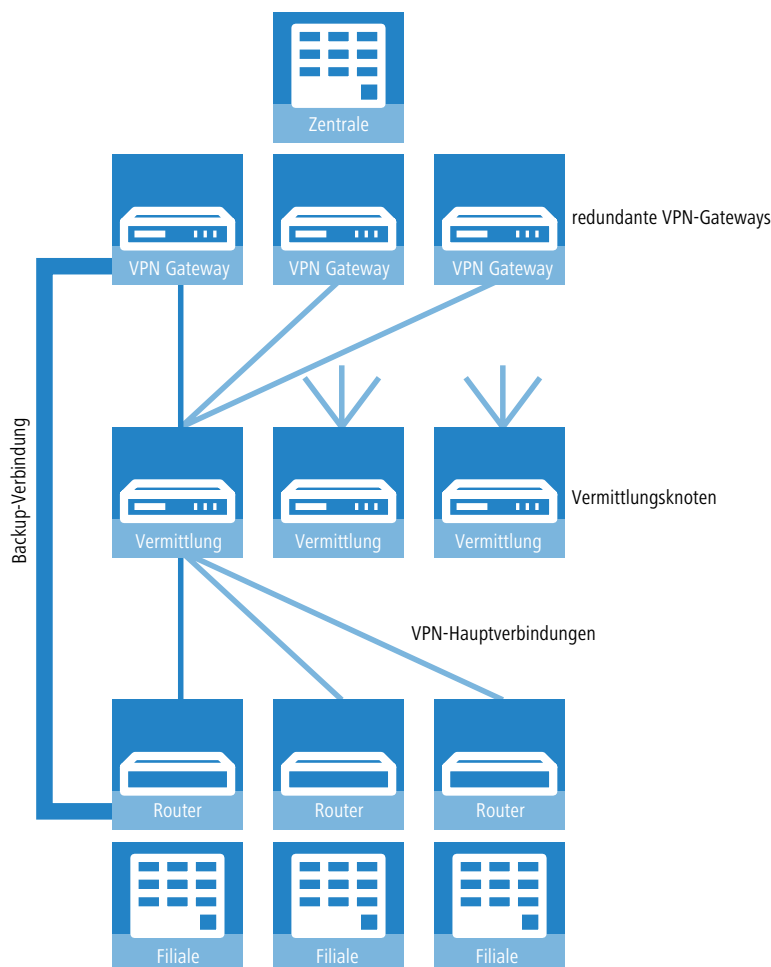 Zentrale
VPN Gateway
VPN Gateway
VPN Gateway
redundante VPN-Gateways
Backup-Verbindung
Vermittlung
Vermittlung
Vermittlung
Vermittlungsknoten
VPN-Hauptverbindungen
Router
Router
Router
Filiale
Filiale
Filiale